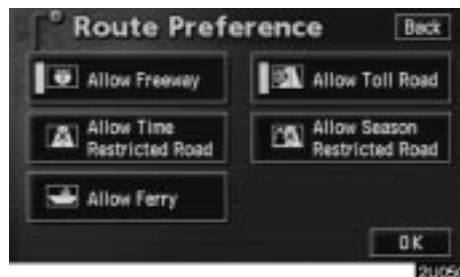 Route Preference
Back
Allow Freeway
Allow Toll Road
Allow Time
Restricted Road
Allow Season
Restricted Road
Allow Ferry
OK